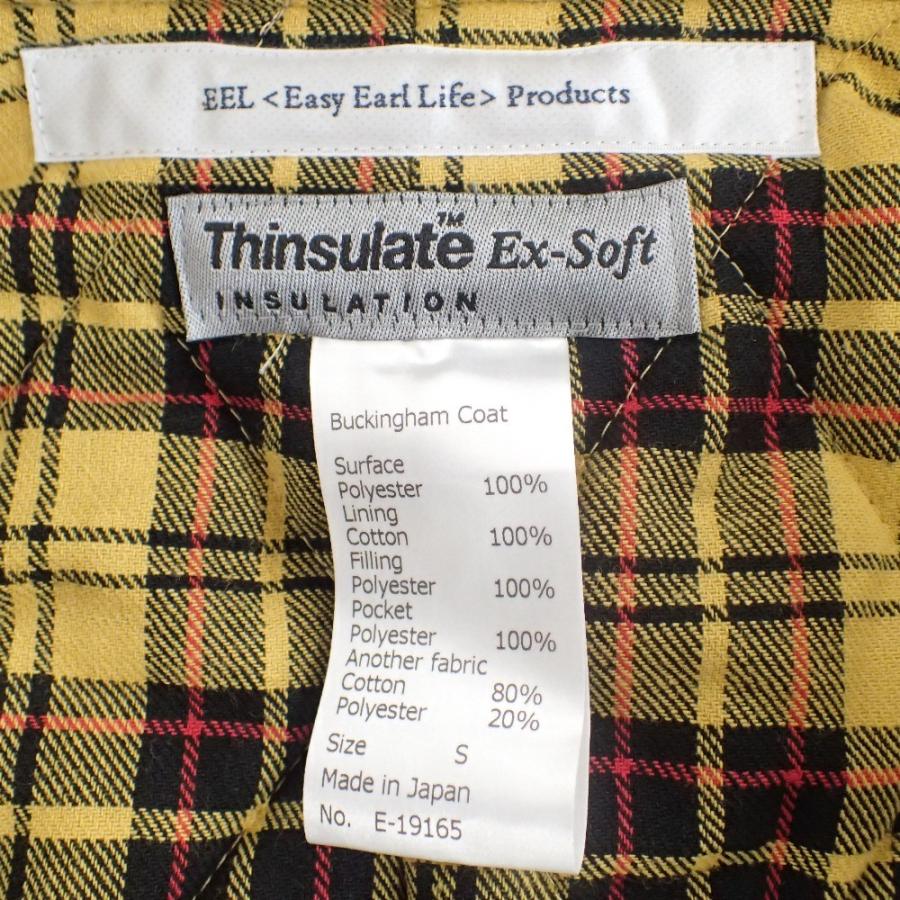 EEL <Easy Earl Life> Products
Thinsulate™ Ex-Soft
INSULATION
Buckingham Coat
Surface
Polyester 100%
Lining
Cotton 100%
Filling
Polyester 100%
Pocket
Polyester 100%
Another fabric
Cotton 80%
Polyester 20%
Size S
Made in Japan
No. E-19165